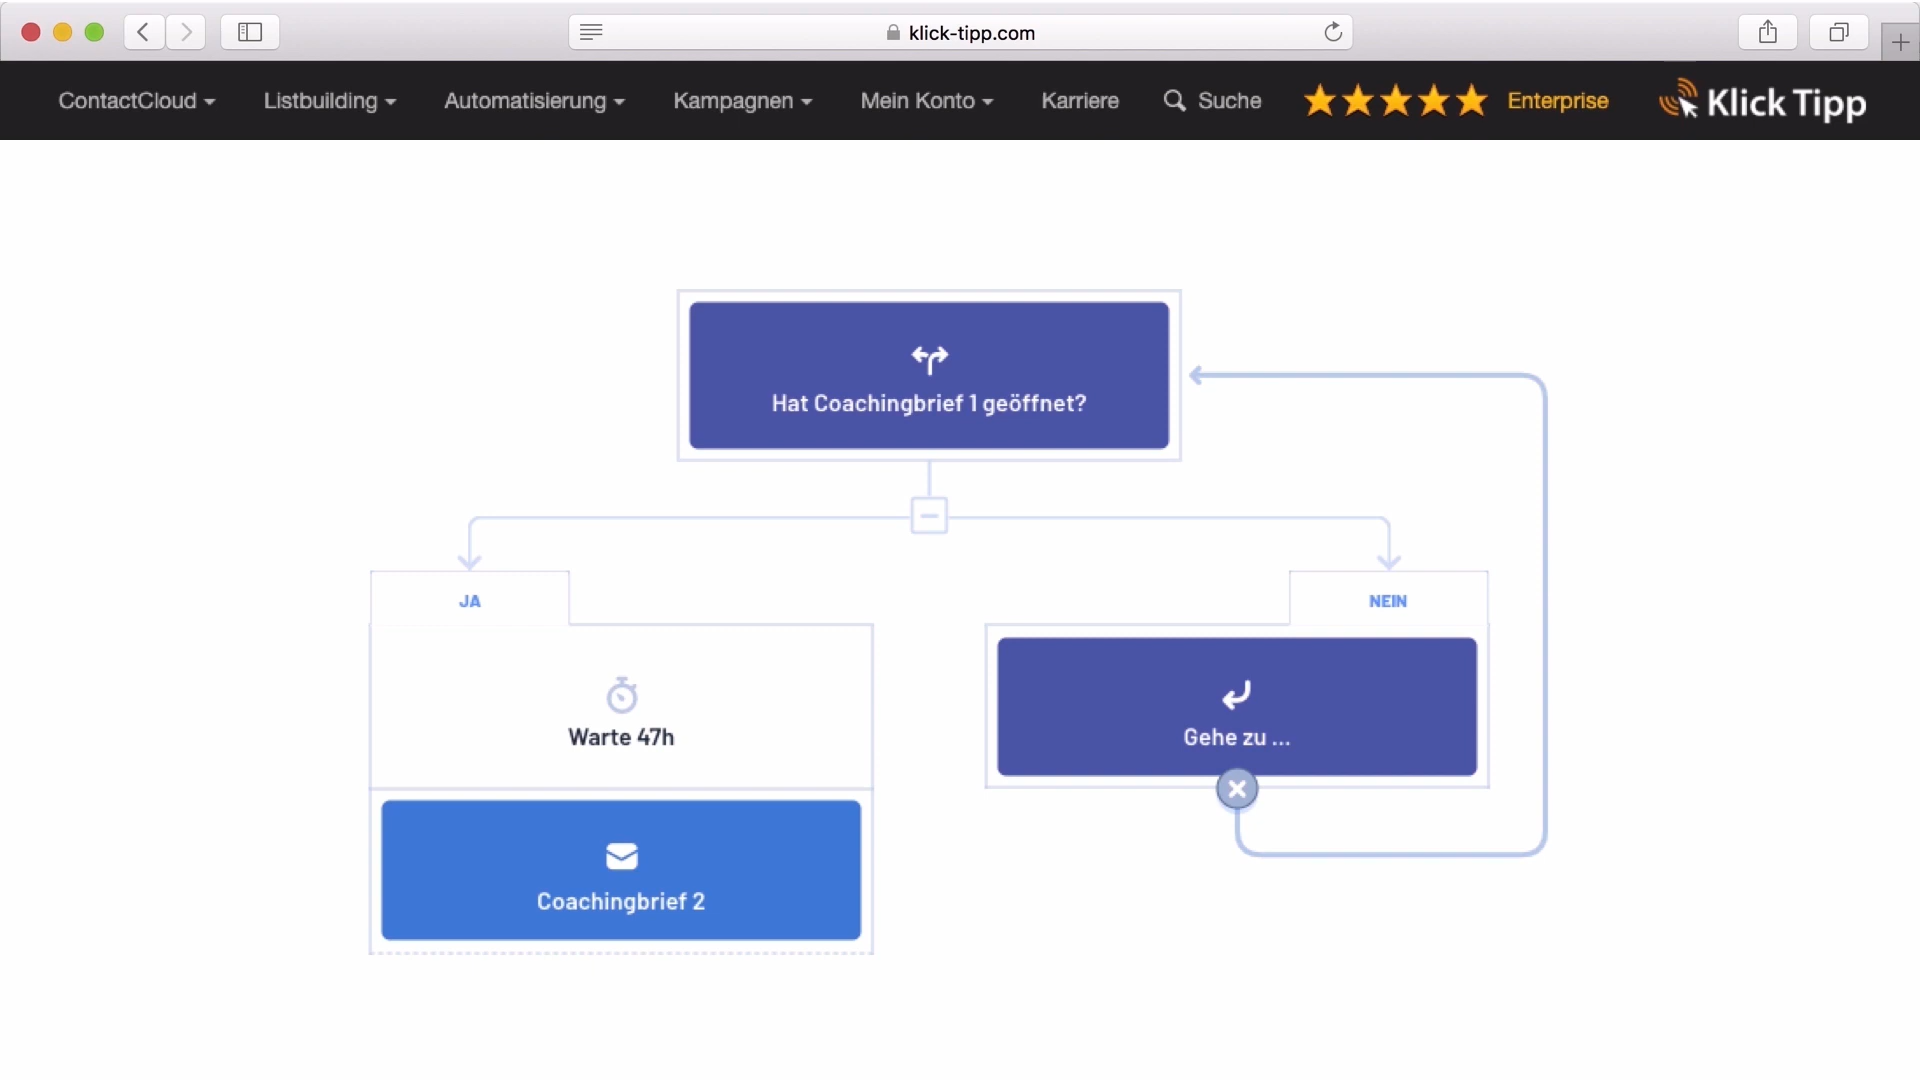 klick-tipp.com
ContactCloud Listbuilding Automatisierung Kampagnen Mein Konto Karriere Suche Enterprise Klick Tipp
Hat Coachingbrief 1 geöffnet?
JA
NEIN
Warte 47h
Gehe zu ...
Coachingbrief 2